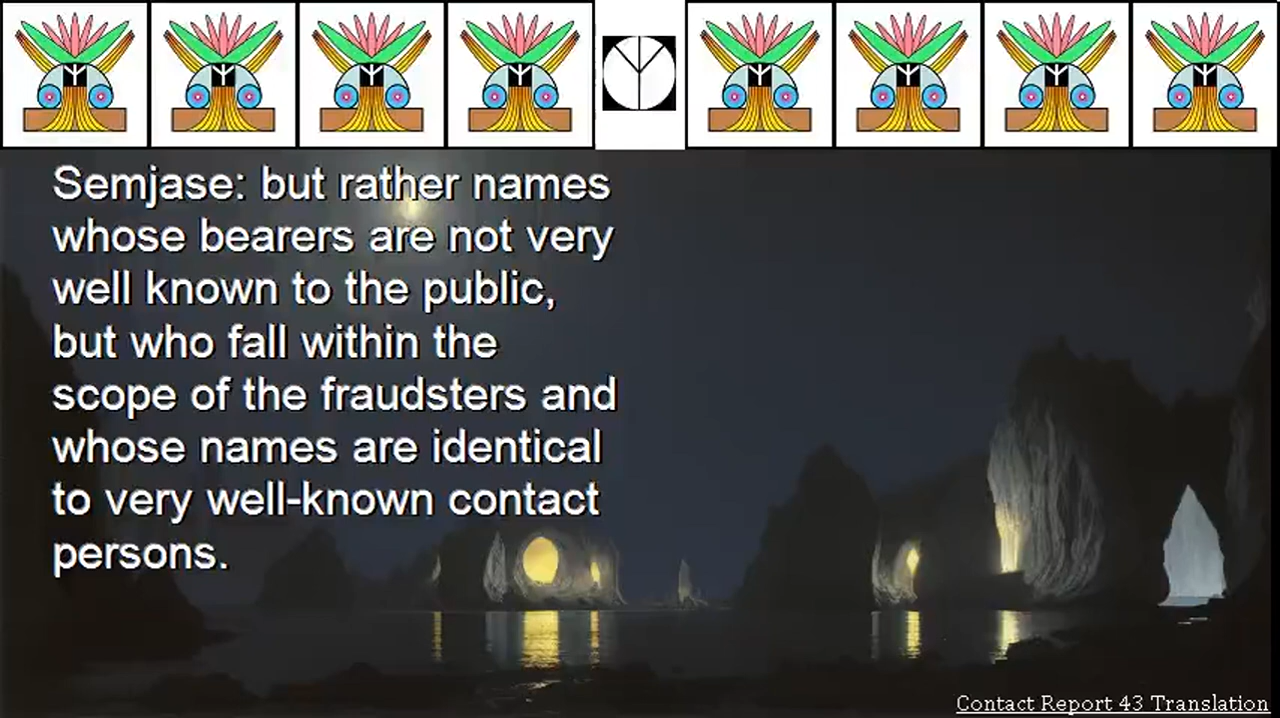 Semjase: but rather names
whose bearers are not very
well known to the public,
but who fall within the
scope of the fraudsters and
whose names are identical
to very well-known contact
persons.
Contact Report 43 Translation